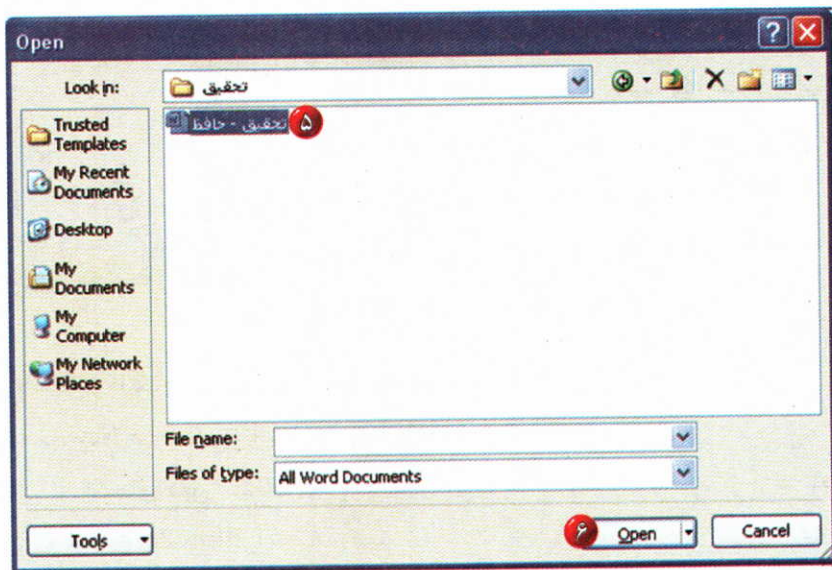 Open
Look in:
تحقیق
Trusted Templates
تحقیق - حافظ
۵
My Recent Documents
Desktop
My Documents
My Computer
My Network Places
File name:
Files of type:
All Word Documents
Tools
۶
Open
Cancel